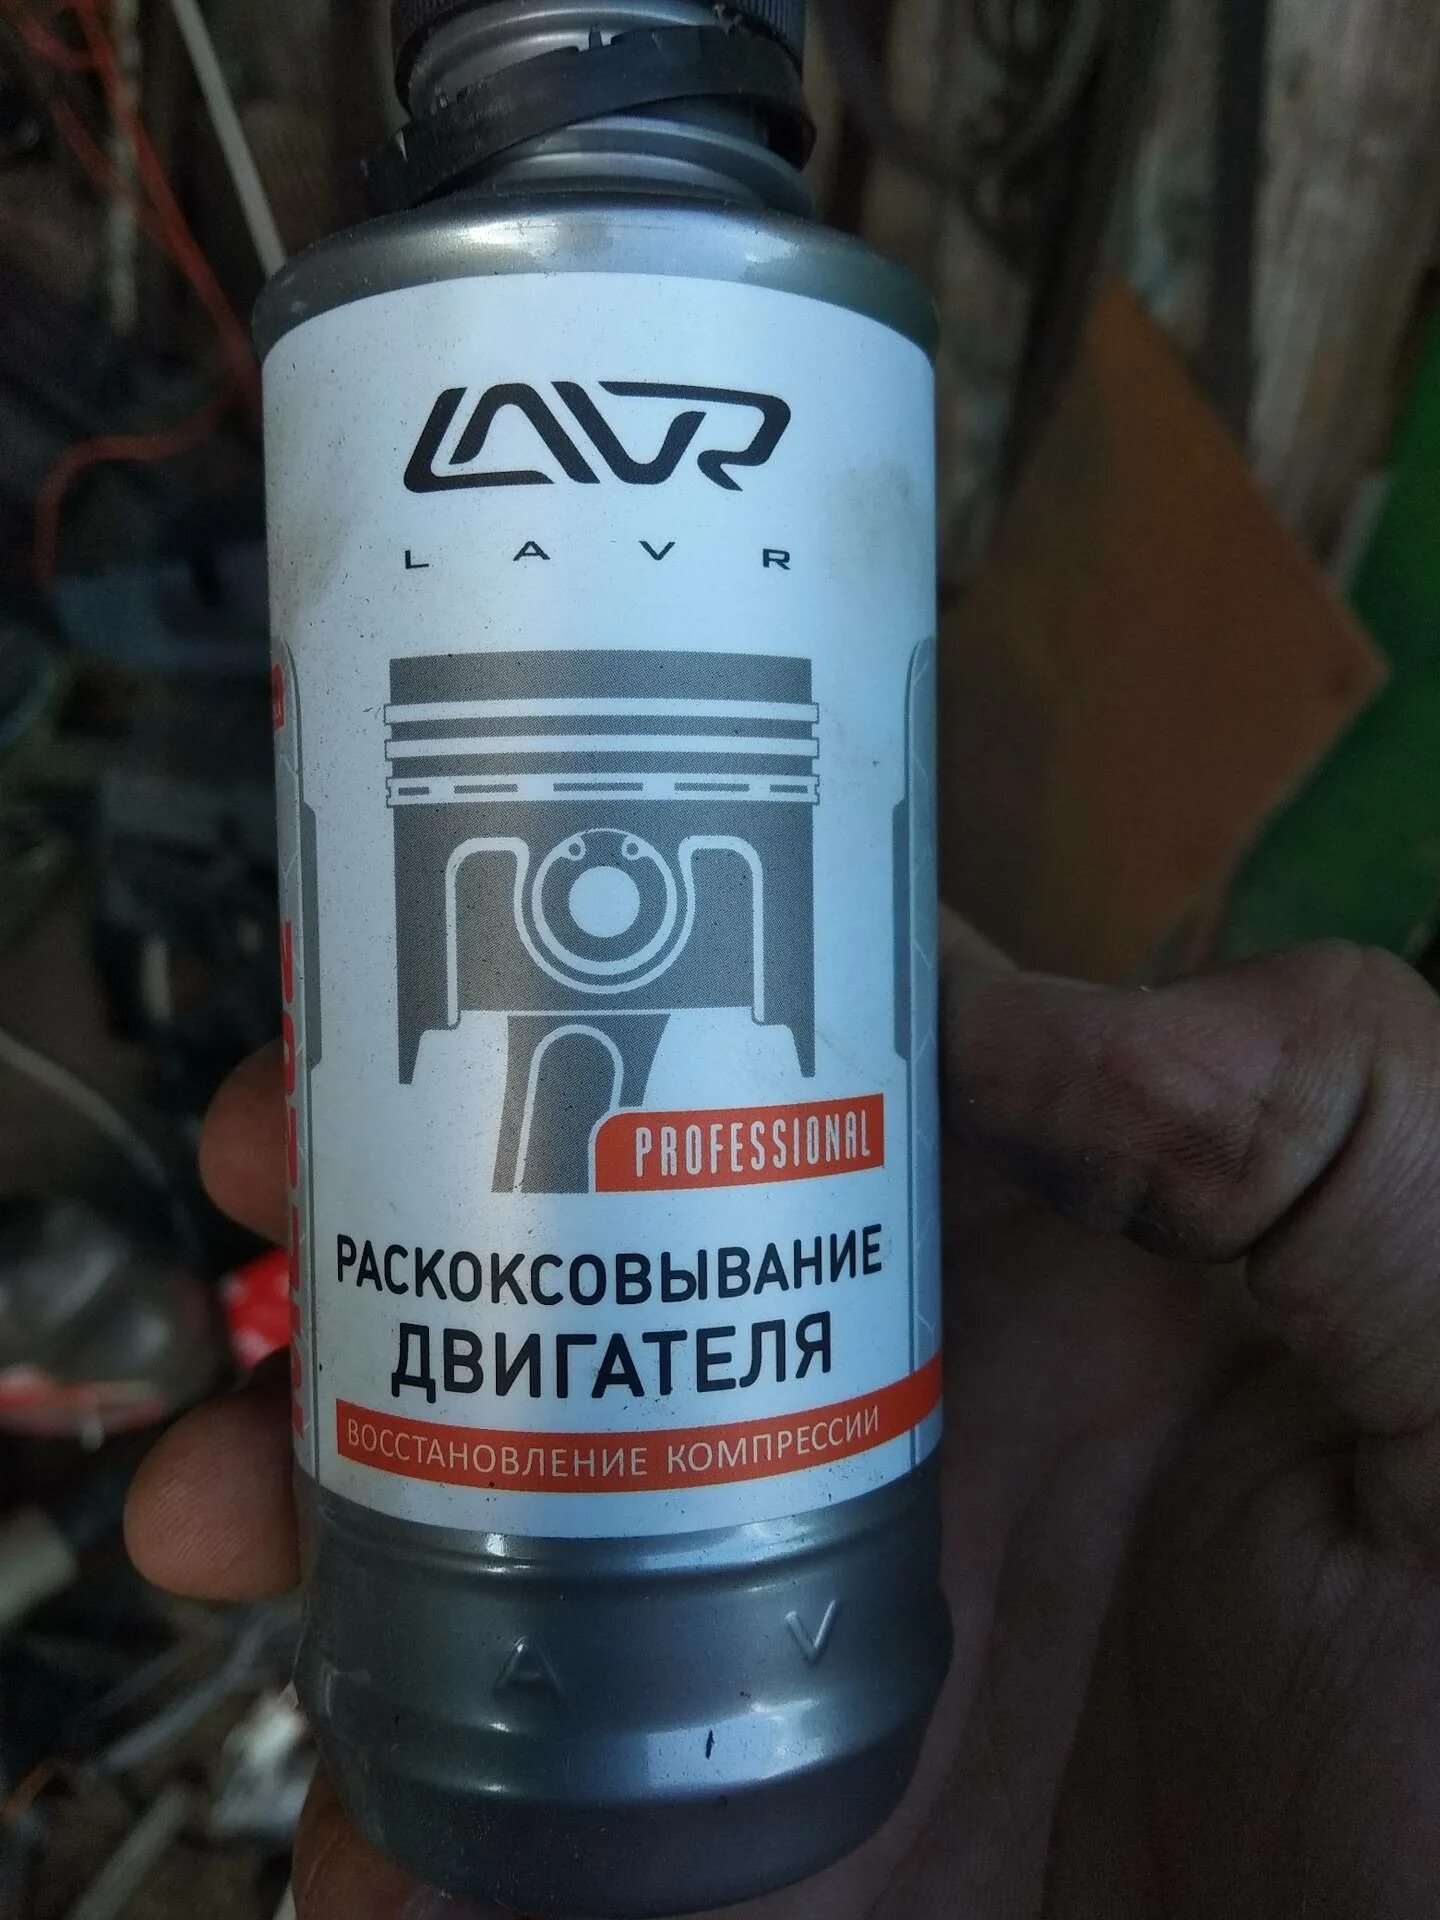 LAVR
LAVR
PROFESSIONAL
РАСКОКСОВЫВАНИЕ
ДВИГАТЕЛЯ
ВОССТАНОВЛЕНИЕ КОМПРЕССИИ
A V